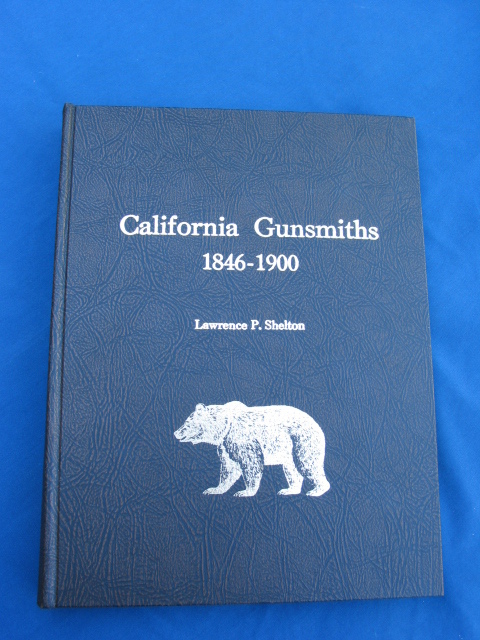 California Gunsmiths
1846-1900
Lawrence P. Shelton